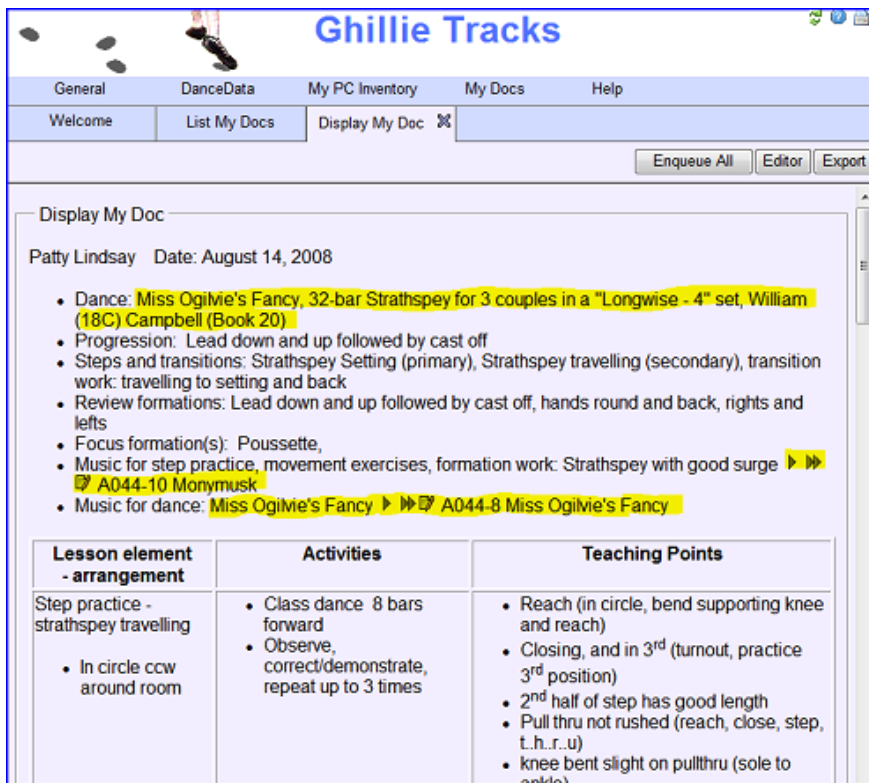 Ghillie Tracks
General DanceData My PC Inventory My Docs Help
Welcome List My Docs Display My Doc
Enqueue All Editor Export
Display My Doc
Patty Lindsay Date: August 14, 2008
• Dance: Miss Ogilvie's Fancy, 32-bar Strathspey for 3 couples in a "Longwise - 4" set, William
(18C) Campbell (Book 20)
• Progression: Lead down and up followed by cast off
• Steps and transitions: Strathspey Setting (primary), Strathspey travelling (secondary), transition
work: travelling to setting and back
• Review formations: Lead down and up followed by cast off, hands round and back, rights and
lefts
• Focus formation(s): Poussette,
• Music for step practice, movement exercises, formation work: Strathspey with good surge
A044-10 Monymusk
• Music for dance: Miss Ogilvie's Fancy A044-8 Miss Ogilvie's Fancy
Lesson element
- arrangement
Activities
Teaching Points
Step practice -
strathspey travelling
• In circle ccw
around room
• Class dance 8 bars
forward
• Observe,
correct/demonstrate,
repeat up to 3 times
• Reach (in circle, bend supporting knee
and reach)
• Closing, and in 3rd (turnout, practice
3rd position)
• 2nd half of step has good length
• Pull thru not rushed (reach, close, step,
t..h..r..u)
• knee bent slight on pullthru (sole to
ankle)